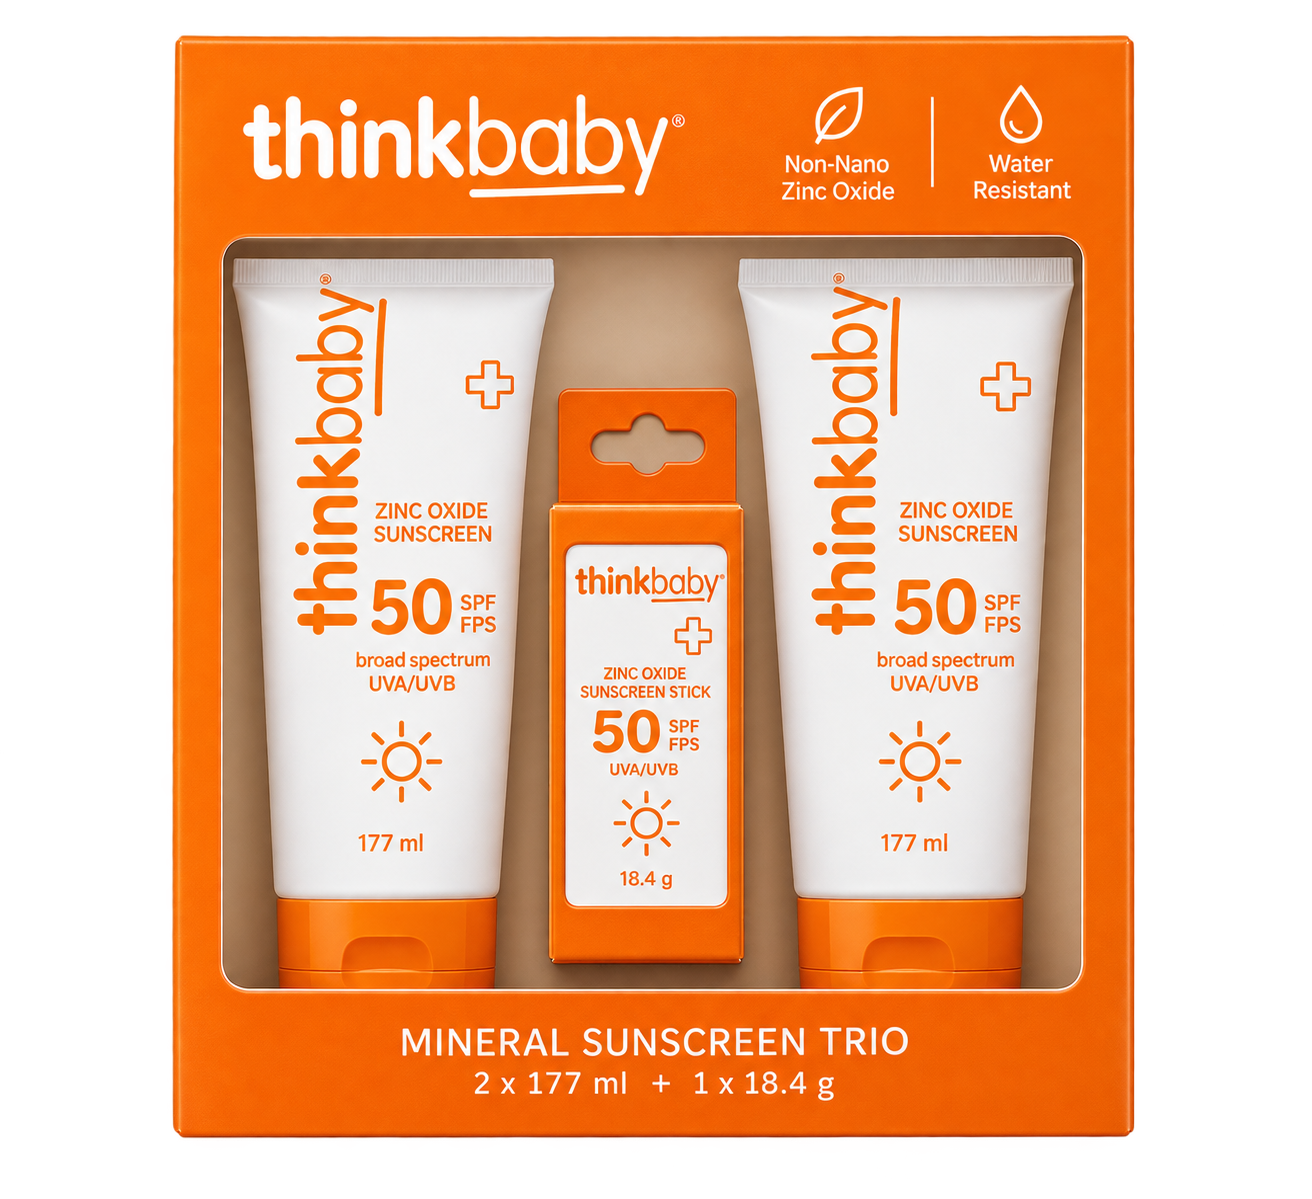 thinkbaby®
Non-Nano
Zinc Oxide
Water
Resistant
thinkbaby®
ZINC OXIDE
SUNSCREEN
50 SPF
FPS
broad spectrum
UVA/UVB
177 ml
thinkbaby®
ZINC OXIDE
SUNSCREEN STICK
50 SPF
FPS
UVA/UVB
18.4 g
thinkbaby®
ZINC OXIDE
SUNSCREEN
50 SPF
FPS
broad spectrum
UVA/UVB
177 ml
MINERAL SUNSCREEN TRIO
2 x 177 ml + 1 x 18.4 g